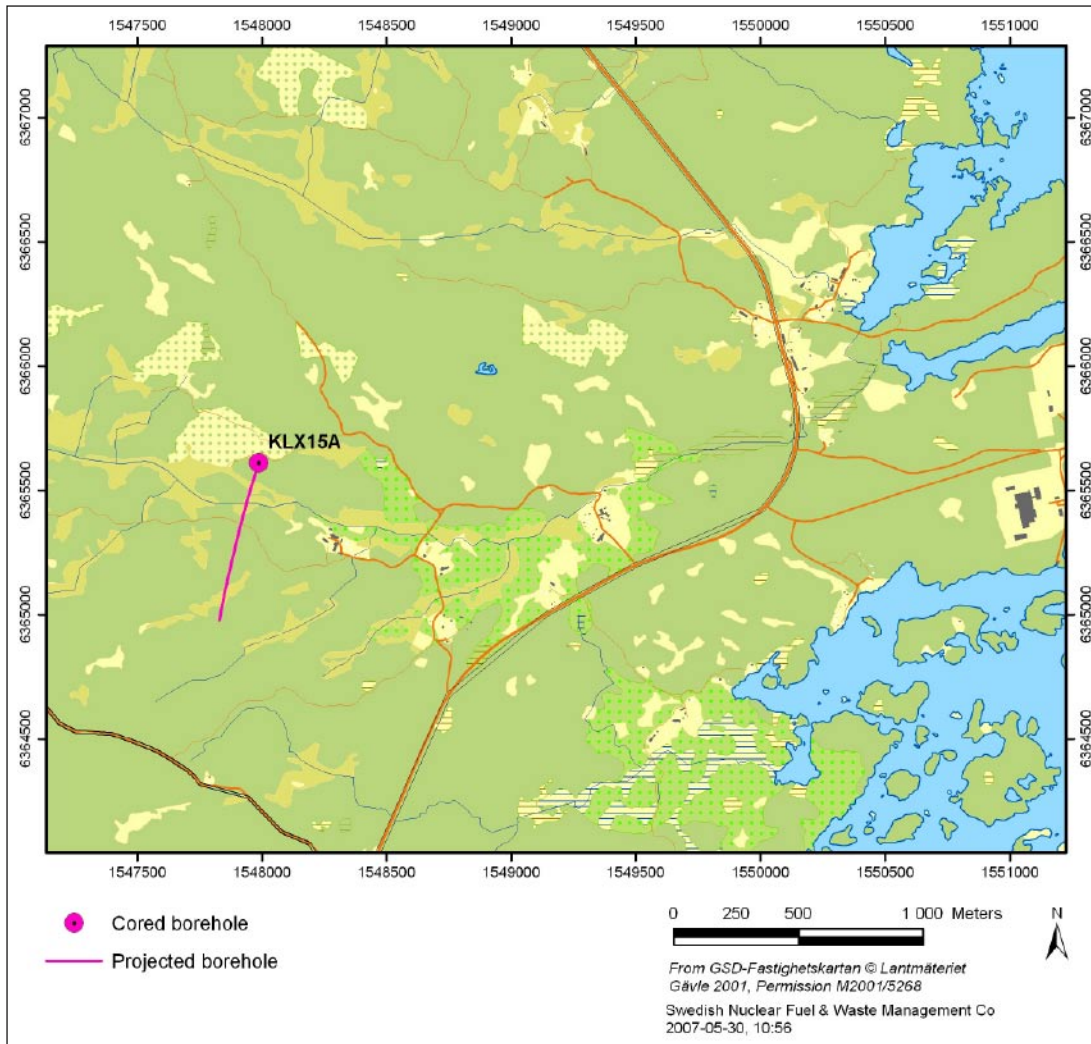 1547500 1548000 1548500 1549000 1549500 1550000 1550500 1551000
6367000 6367000
6366500 6366500
6366000 6366000
KLX15A
6365500 6365500
6365000 6365000
6364500 6364500
1547500 1548000 1548500 1549000 1549500 1550000 1550500 1551000
Cored borehole
Projected borehole
0 250 500 1 000 Meters
N
From GSD-Fastighetskartan © Lantmäteriet
Gävle 2001, Permission M2001/5268
Swedish Nuclear Fuel & Waste Management Co
2007-05-30, 10:56